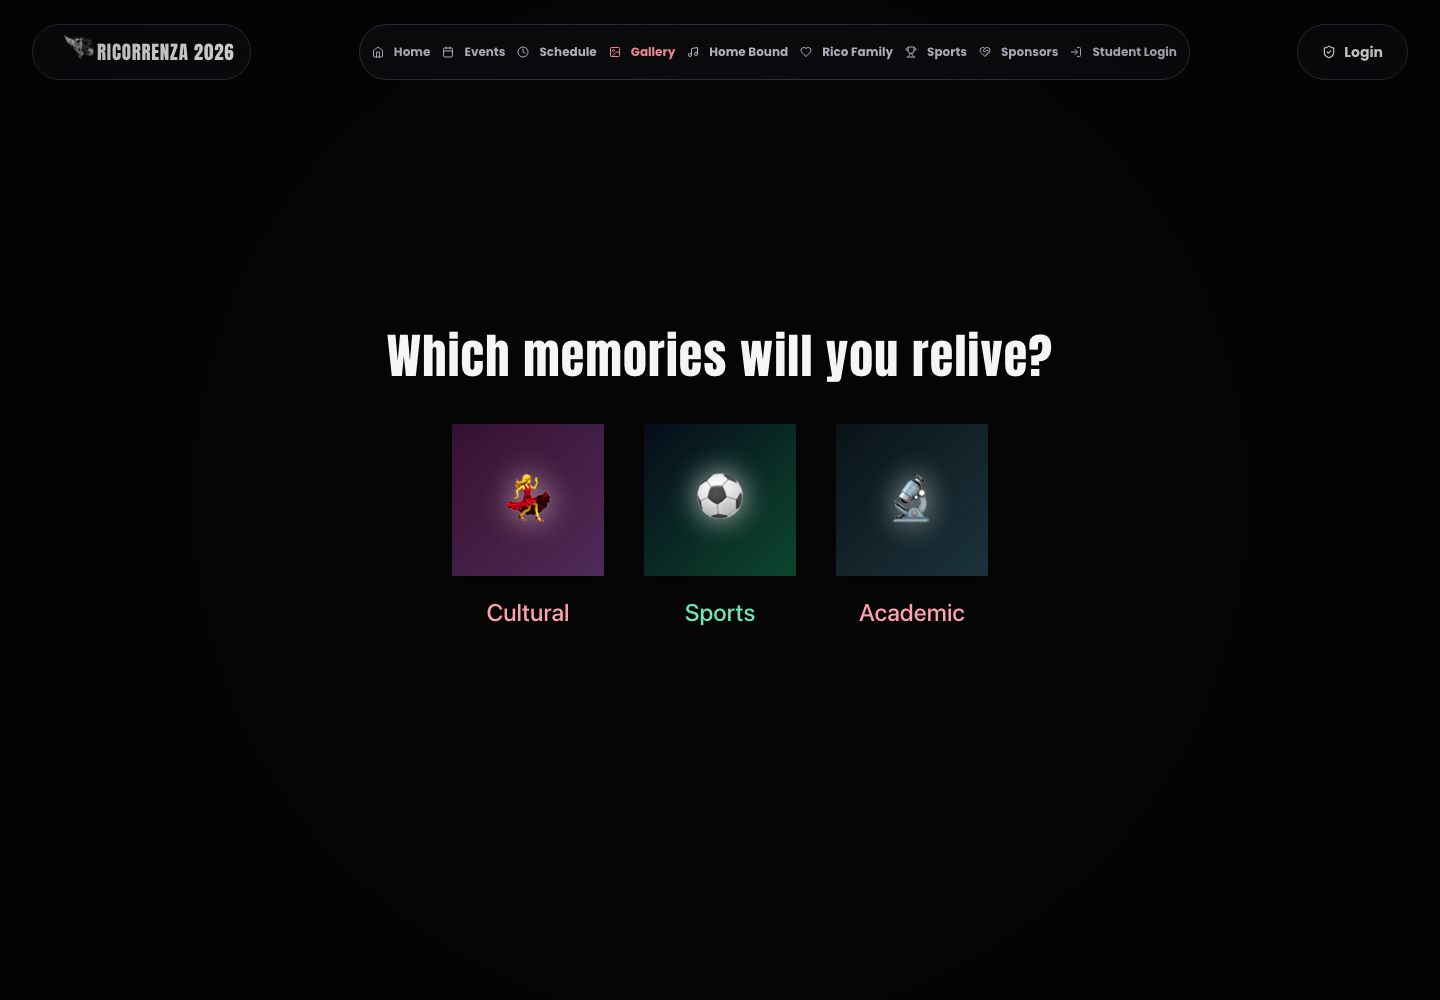 RICORRENZA 2026
Home Events Schedule Gallery Home Bound Rico Family Sports Sponsors Student Login
Login
Which memories will you relive?
Cultural Sports Academic